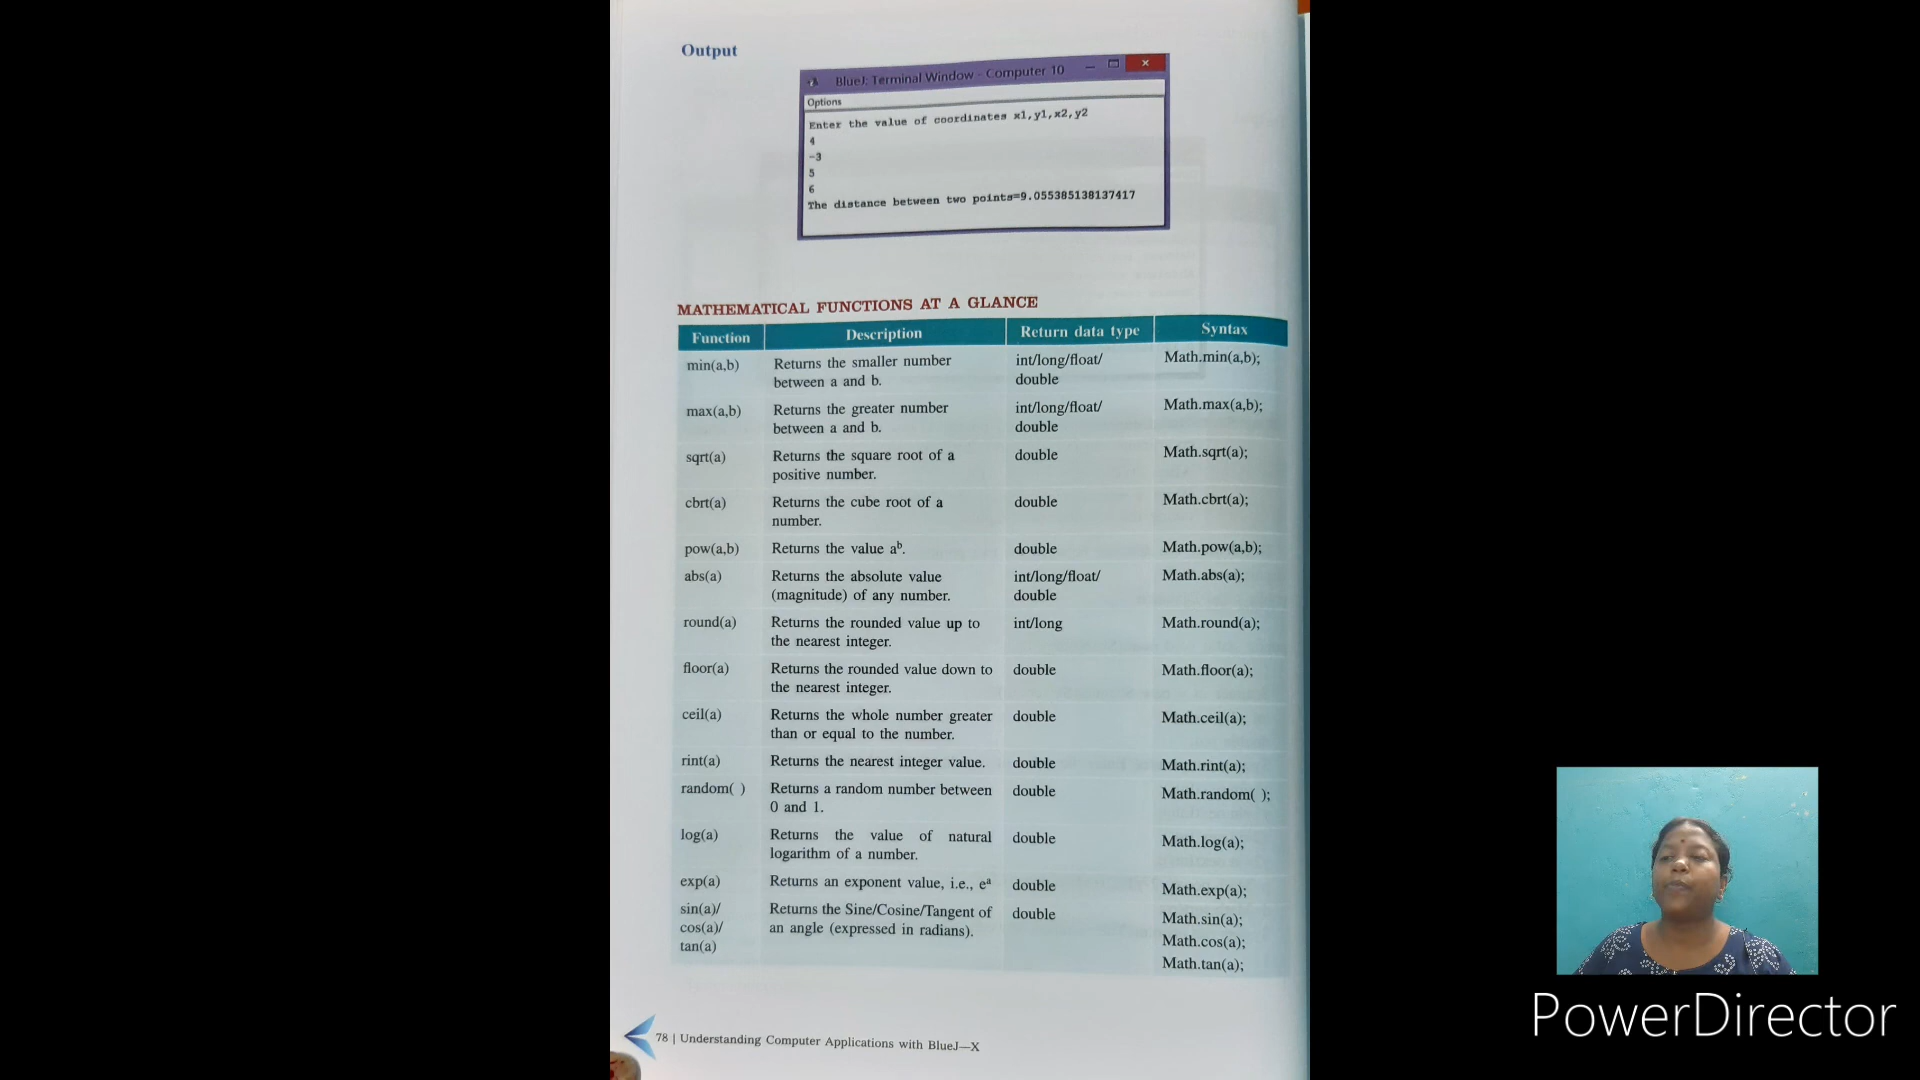 Output
BlueJ: Terminal Window - Computer 10
Options
Enter the value of coordinates x1,y1,x2,y2
4
-3
5
6
The distance between two points=9.055385138137417
MATHEMATICAL FUNCTIONS AT A GLANCE
Function Description Return data type Syntax
min(a,b) Returns the smaller number int/long/float/ Math.min(a,b);
between a and b. double
max(a,b) Returns the greater number int/long/float/ Math.max(a,b);
between a and b. double
sqrt(a) Returns the square root of a double Math.sqrt(a);
positive number.
cbrt(a) Returns the cube root of a double Math.cbrt(a);
number.
pow(a,b) Returns the value aᵇ. double Math.pow(a,b);
abs(a) Returns the absolute value int/long/float/ Math.abs(a);
(magnitude) of any number. double
round(a) Returns the rounded value up to int/long Math.round(a);
the nearest integer.
floor(a) Returns the rounded value down to double Math.floor(a);
the nearest integer.
ceil(a) Returns the whole number greater double Math.ceil(a);
than or equal to the number.
rint(a) Returns the nearest integer value. double Math.rint(a);
random( ) Returns a random number between double Math.random( );
0 and 1.
log(a) Returns the value of natural double Math.log(a);
logarithm of a number.
exp(a) Returns an exponent value, i.e., eᵃ double Math.exp(a);
sin(a)/ Returns the Sine/Cosine/Tangent of double Math.sin(a);
cos(a)/ an angle (expressed in radians). Math.cos(a);
tan(a) Math.tan(a);
78 | Understanding Computer Applications with BlueJ—X
PowerDirector